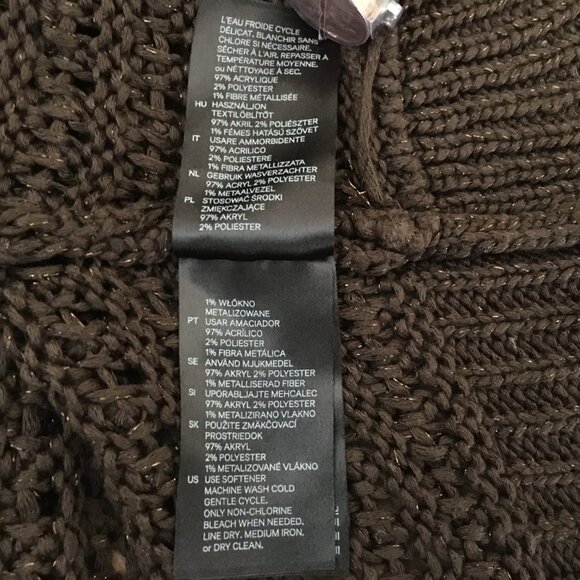 L'EAU FROIDE CYCLE
DÉLICAT, BLANCHIR SANS
CHLORE SI NÉCESSAIRE.
SÉCHER À L'AIR, REPASSER À
TEMPÉRATURE MOYENNE.
ou NETTOYAGE À SEC.
97% ACRYLIQUE
2% POLYESTER
1% FIBRE MÉTALLISÉE
HU HASZNÁLJON
TEXTILÖBLÍTŐT
97% AKRIL 2% POLIÉSZTER
1% FÉMES HATÁSÚ SZÖVET
IT USARE AMMORBIDENTE
97% ACRILICO
2% POLIESTERE
1% FIBRA METALLIZZATA
NL GEBRUIK WASVERZACHTER
97% ACRYL 2% POLYESTER
1% METAALVEZEL
PL STOSOWAĆ ŚRODKI
ZMIĘKCZAJĄCE
97% AKRYL
2% POLIESTER
1% WŁÓKNO
METALIZOWANE
PT USAR AMACIADOR
97% ACRÍLICO
2% POLIESTER
1% FIBRA METÁLICA
SE ANVÄND MJUKMEDEL
97% AKRYL 2% POLYESTER
1% METALLISERAD FIBER
SI UPORABLJAJTE MEHČALEC
97% AKRYL 2% POLYESTER
1% METALIZIRANO VLAKNO
SK POUŽITE ZMÄKČOVACÍ
PROSTRIEDOK
97% AKRYL
2% POLYESTER
1% METALIZOVANÉ VLÁKNO
US USE SOFTENER
MACHINE WASH COLD
GENTLE CYCLE.
ONLY NON-CHLORINE
BLEACH WHEN NEEDED.
LINE DRY. MEDIUM IRON.
or DRY CLEAN.